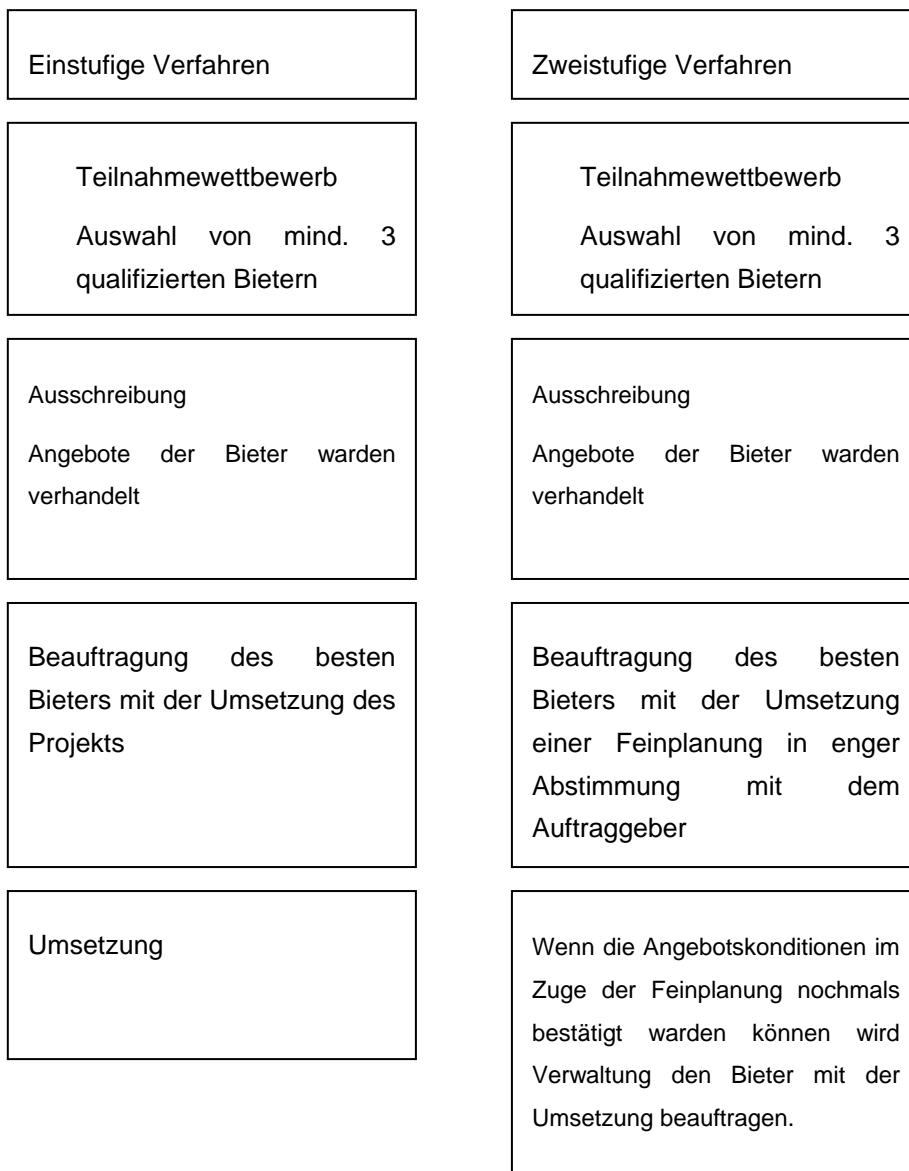 Einstufige Verfahren
Teilnahmewettbewerb
Auswahl von mind. 3
qualifizierten Bietern
Ausschreibung
Angebote der Bieter warden
verhandelt
Beauftragung des besten
Bieters mit der Umsetzung des
Projekts
Umsetzung
Zweistufige Verfahren
Teilnahmewettbewerb
Auswahl von mind. 3
qualifizierten Bietern
Ausschreibung
Angebote der Bieter warden
verhandelt
Beauftragung des besten
Bieters mit der Umsetzung
einer Feinplanung in enger
Abstimmung mit dem
Auftraggeber
Wenn die Angebotskonditionen im
Zuge der Feinplanung nochmals
bestätigt warden können wird
Verwaltung den Bieter mit der
Umsetzung beauftragen.